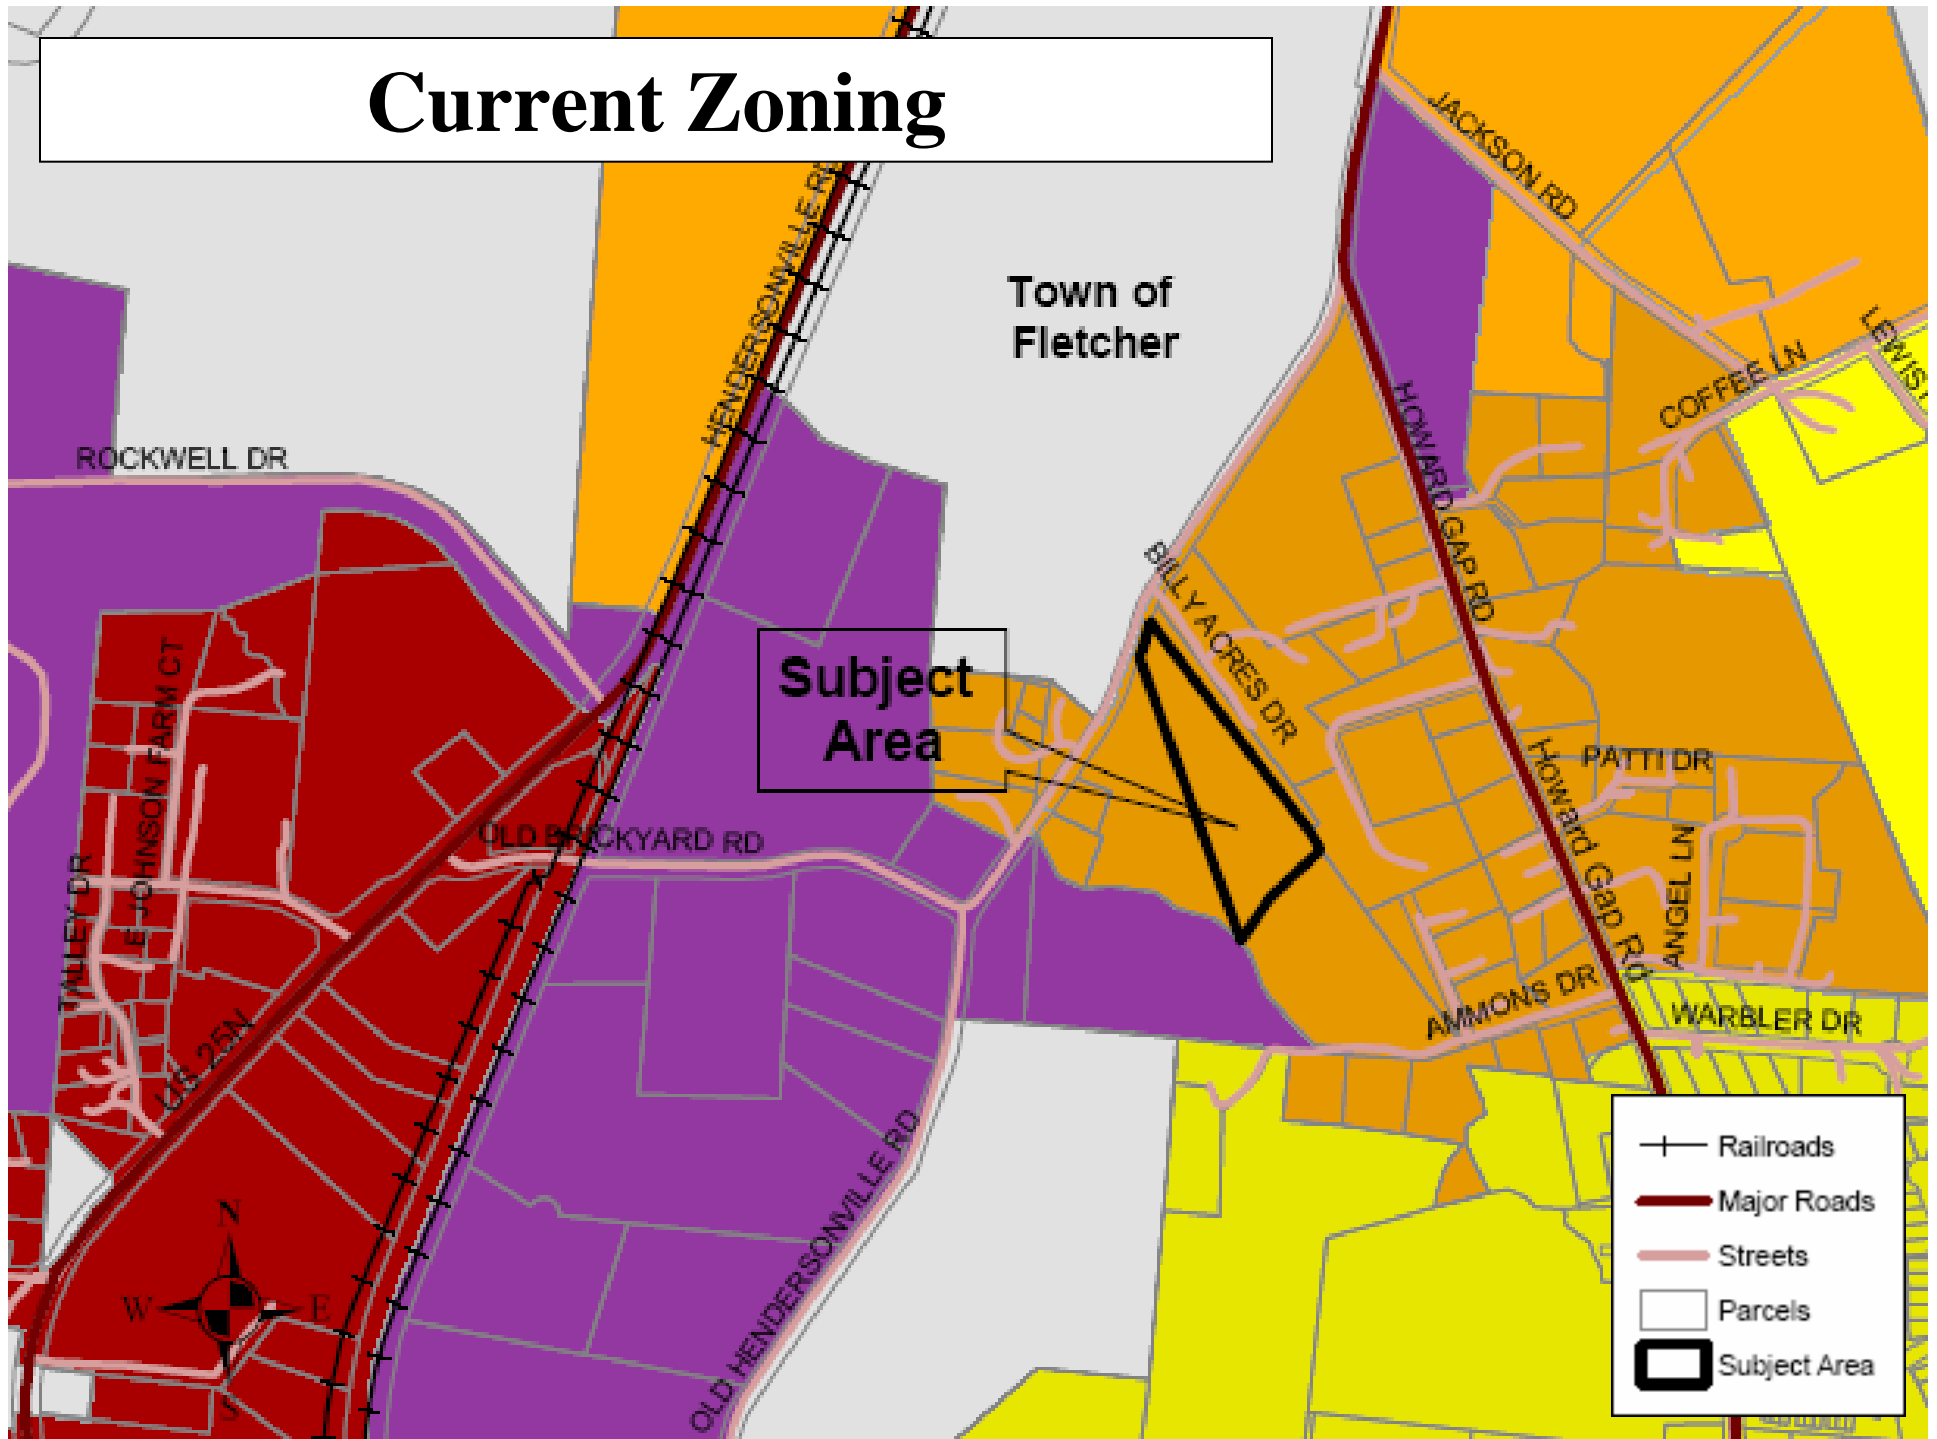 Current Zoning
JACKSON RD
HENDERSONVILLE RD
Town of
Fletcher
LEWIS
COFFEE LN
HOWARD GAP RD
ROCKWELL DR
BILLY ACRES DR
Subject
Area
E JOHNSON FARM CT
Howard Gap Rd
PATTI DR
OLD BRICKYARD RD
TALLEY DR
ANGEL LN
AMMONS DR
WARBLER DR
US 25N
OLD HENDERSONVILLE RD
N
W
E
S
Railroads
Major Roads
Streets
Parcels
Subject Area